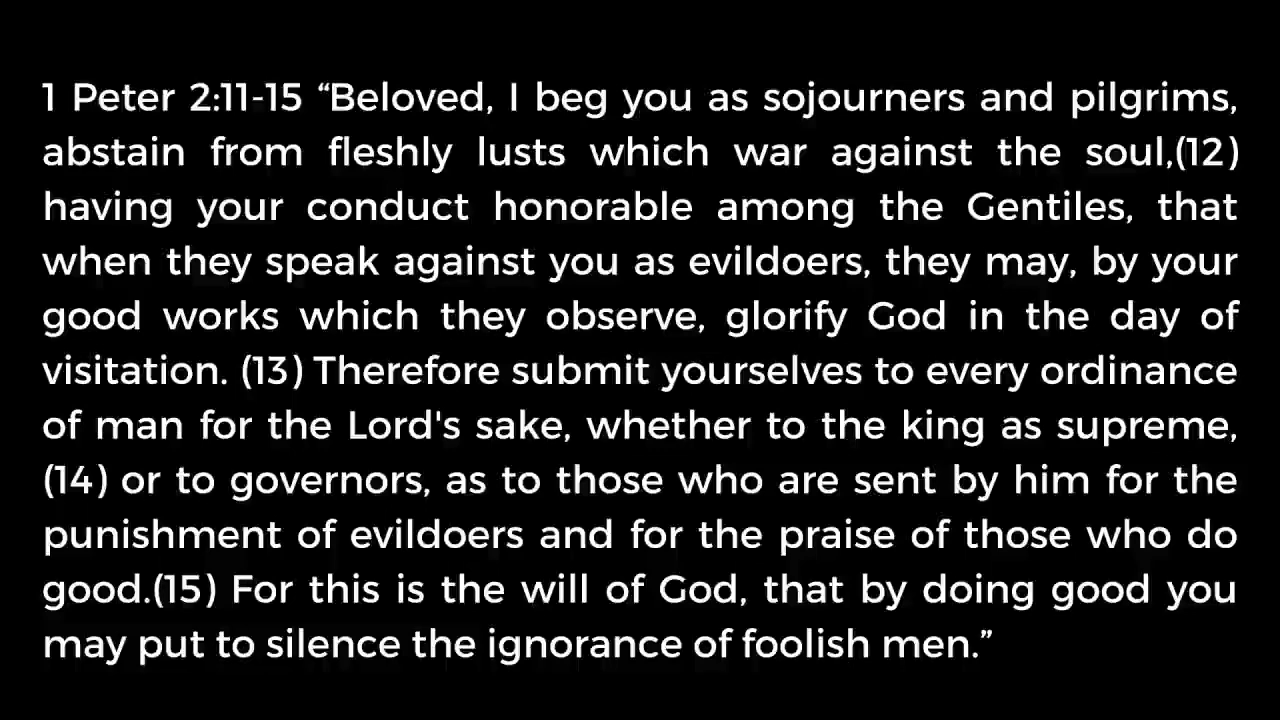 1 Peter 2:11-15 “Beloved, I beg you as sojourners and pilgrims,
abstain from fleshly lusts which war against the soul,(12)
having your conduct honorable among the Gentiles, that
when they speak against you as evildoers, they may, by your
good works which they observe, glorify God in the day of
visitation. (13) Therefore submit yourselves to every ordinance
of man for the Lord's sake, whether to the king as supreme,
(14) or to governors, as to those who are sent by him for the
punishment of evildoers and for the praise of those who do
good.(15) For this is the will of God, that by doing good you
may put to silence the ignorance of foolish men.”